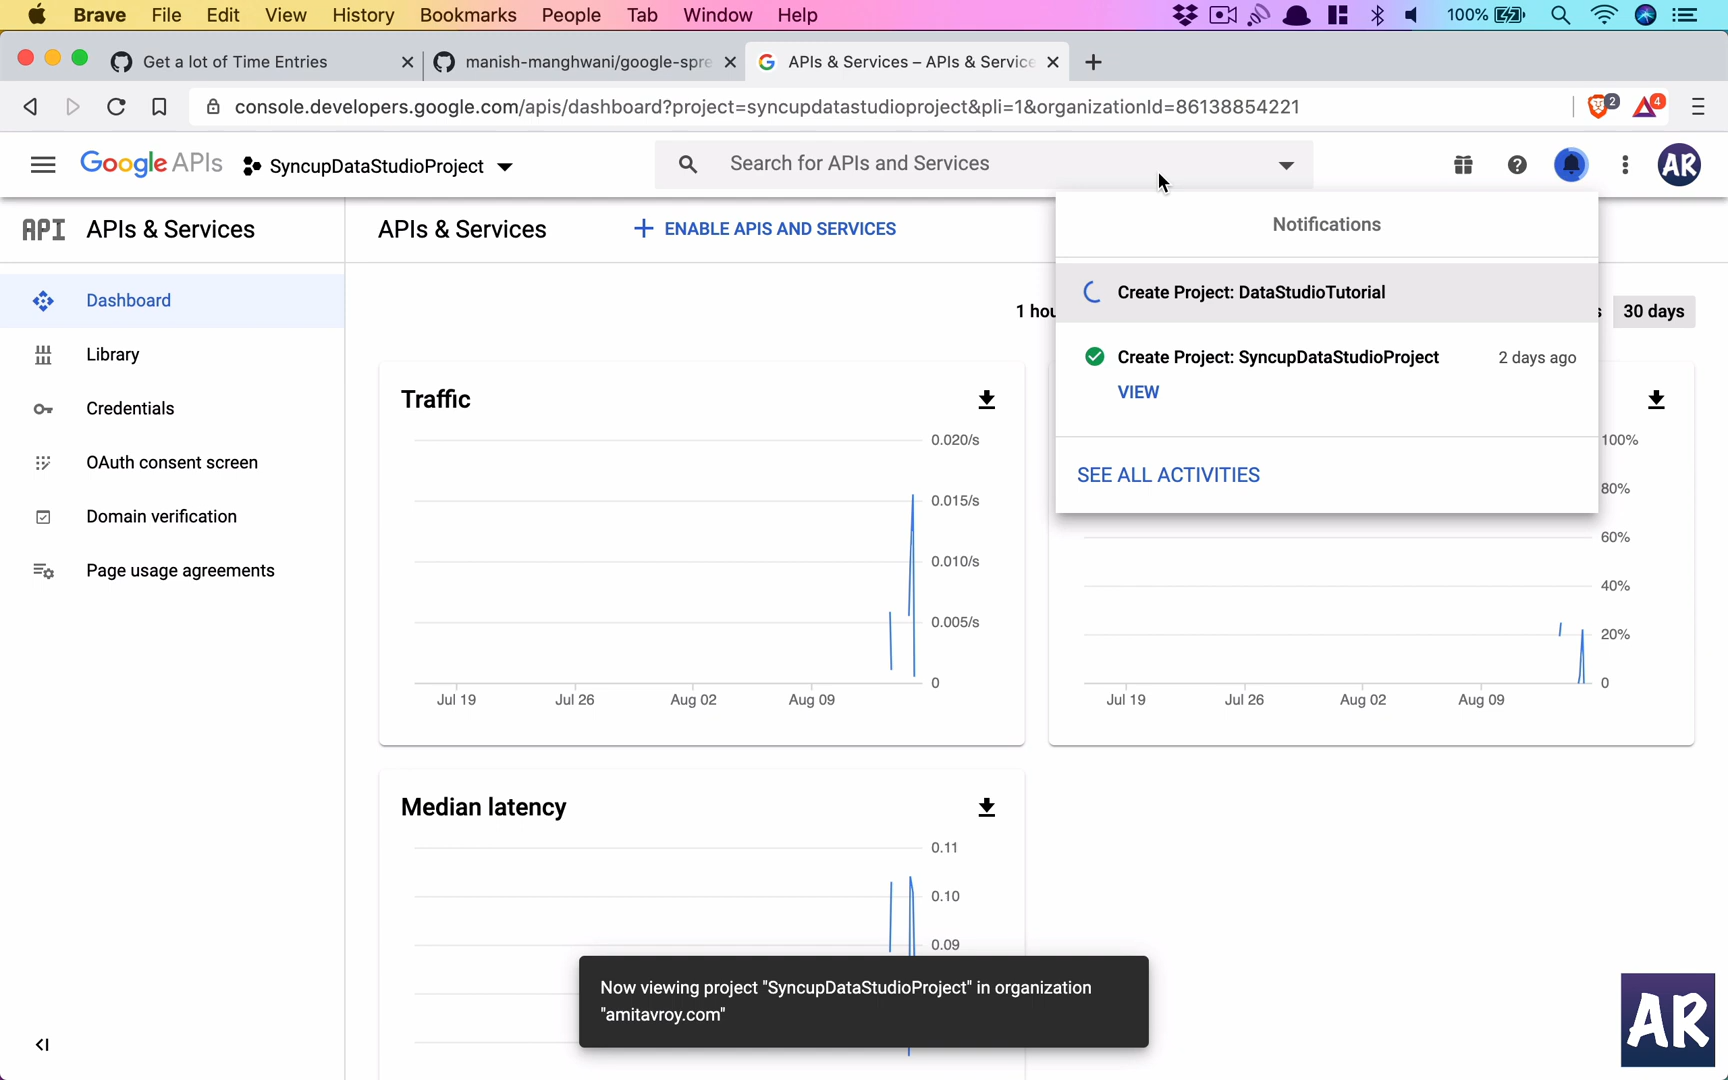 Brave File Edit View History Bookmarks People Tab Window Help 100%
Get a lot of Time Entries
manish-manghwani/google-spre
APIs & Services – APIs & Service
console.developers.google.com/apis/dashboard?project=syncupdatastudioproject&pli=1&organizationId=86138854221
2
4
Google APIs
SyncupDataStudioProject
Search for APIs and Services
AR
API APIs & Services
Dashboard
Library
Credentials
OAuth consent screen
Domain verification
Page usage agreements
APIs & Services
ENABLE APIS AND SERVICES
1 hou
s
30 days
Notifications
Create Project: DataStudioTutorial
Create Project: SyncupDataStudioProject 2 days ago
VIEW
SEE ALL ACTIVITIES
Traffic
0.020/s
0.015/s
0.010/s
0.005/s
0
Jul 19 Jul 26 Aug 02 Aug 09
100%
80%
60%
40%
20%
0
Jul 19 Jul 26 Aug 02 Aug 09
Median latency
0.11
0.10
0.09
Now viewing project "SyncupDataStudioProject" in organization
"amitavroy.com"
AR